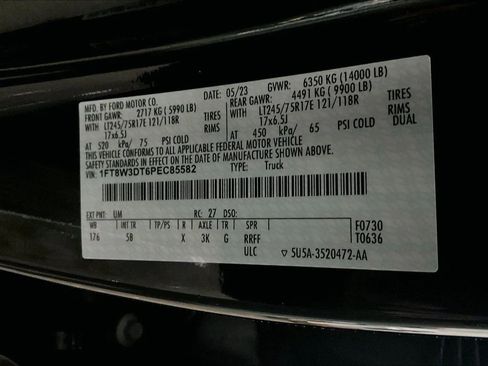 MFD. BY FORD MOTOR CO. DATE: 05/23 GVWR: 6350 KG (14000 LB)
FRONT GAWR: 2717 KG (5990 LB) REAR GAWR: 4491 KG (9900 LB)
WITH LT245/75R17E 121/118R TIRES WITH LT245/75R17E 121/118R TIRES
17x6.5J RIMS 17x6.5J RIMS
AT 520 kPa/ 75 PSI COLD AT 450 kPa/ 65 PSI COLD DUAL
THIS VEHICLE CONFORMS TO ALL APPLICABLE FEDERAL MOTOR VEHICLE
SAFETY STANDARDS IN EFFECT ON THE DATE OF MANUFACTURE SHOWN ABOVE.
VIN: 1FT8W3DT6PEC85582 TYPE: Truck
EXT PNT: UM RC: 27 DSO: F0730
WB INT TR TP/PS R AXLE TR SPR T0636
176 5B X 3K G RRFF
ULC ▽ 5U5A-3520472-AA